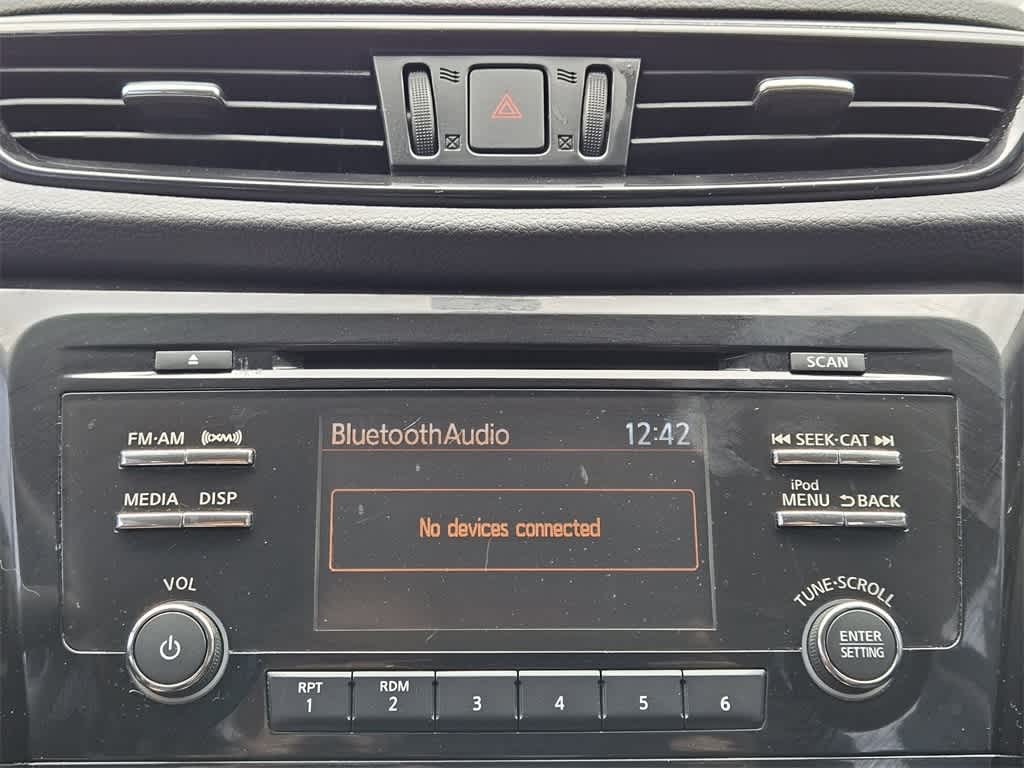 SCAN
FM·AM ((XM))
BluetoothAudio 12:42
SEEK·CAT
MEDIA DISP
iPod
MENU BACK
No devices connected
VOL
TUNE·SCROLL
ENTER
SETTING
RPT RDM
1 2 3 4 5 6